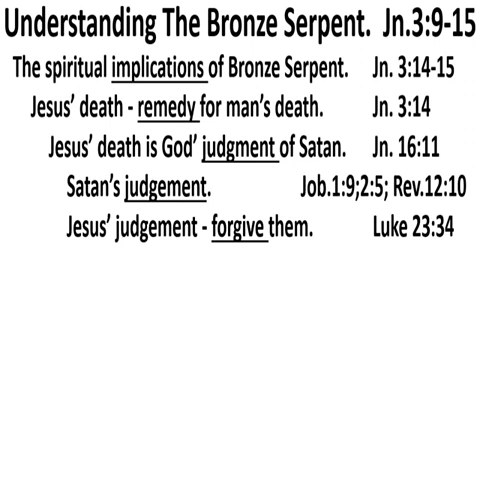 Understanding The Bronze Serpent. Jn.3:9-15
The spiritual implications of Bronze Serpent. Jn. 3:14-15
Jesus’ death - remedy for man’s death. Jn. 3:14
Jesus’ death is God’ judgment of Satan. Jn. 16:11
Satan’s judgement. Job.1:9;2:5; Rev.12:10
Jesus’ judgement - forgive them. Luke 23:34